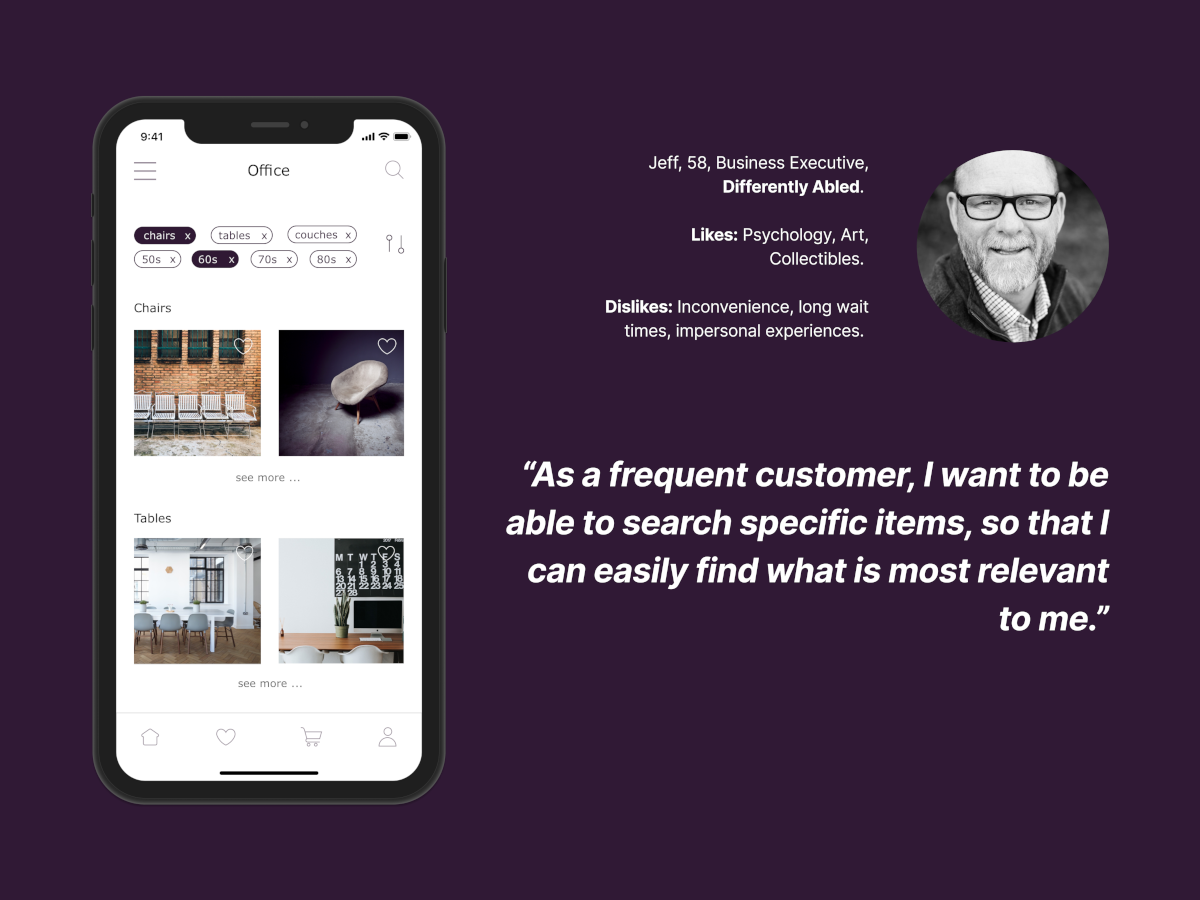 9:41
Office
chairs x
tables x
couches x
50s x
60s x
70s x
80s x
Chairs
see more ...
Tables
M T W T F S
see more ...
Jeff, 58, Business Executive,
Differently Abled.
Likes: Psychology, Art,
Collectibles.
Dislikes: Inconvenience, long wait
times, impersonal experiences.
“As a frequent customer, I want to be
able to search specific items, so that I
can easily find what is most relevant
to me.”